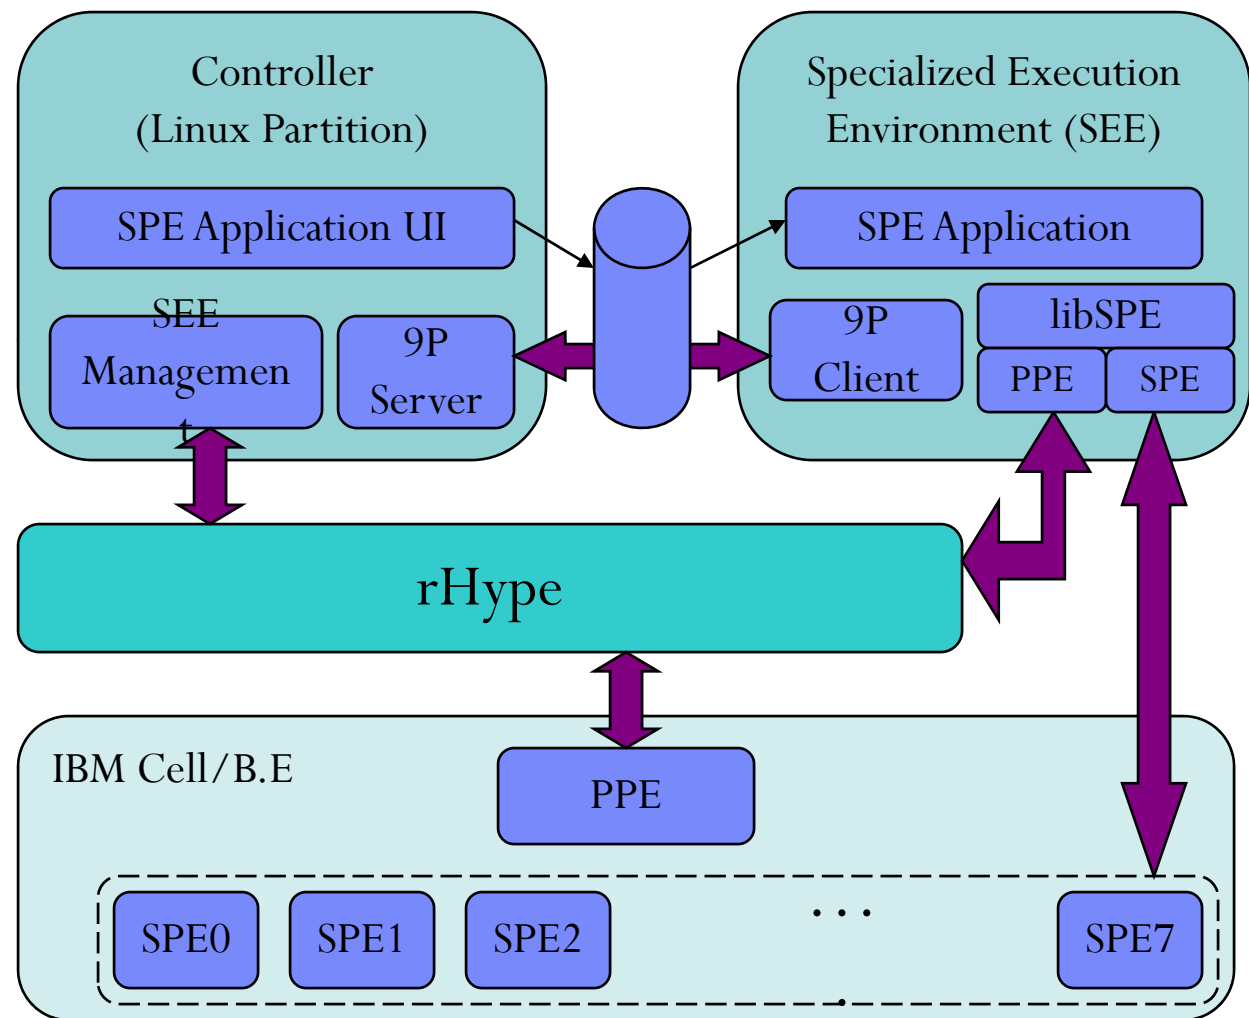 Controller
(Linux Partition)
SPE Application UI
SEE
Managemen
t
9P
Server
Specialized Execution
Environment (SEE)
SPE Application
9P
Client
libSPE
PPE
SPE
rHype
IBM Cell/B.E
PPE
SPE0
SPE1
SPE2
. . .
.
SPE7